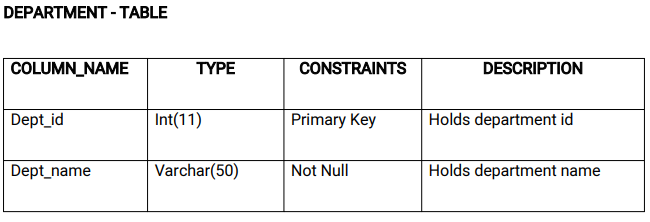 DEPARTMENT - TABLE
COLUMN_NAME TYPE CONSTRAINTS DESCRIPTION
Dept_id Int(11) Primary Key Holds department id
Dept_name Varchar(50) Not Null Holds department name